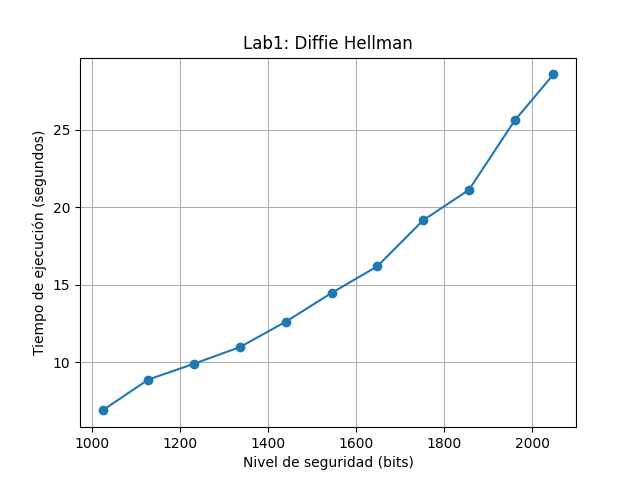 Lab1: Diffie Hellman
Tiempo de ejecución (segundos)
25
20
15
10
1000 1200 1400 1600 1800 2000
Nivel de seguridad (bits)